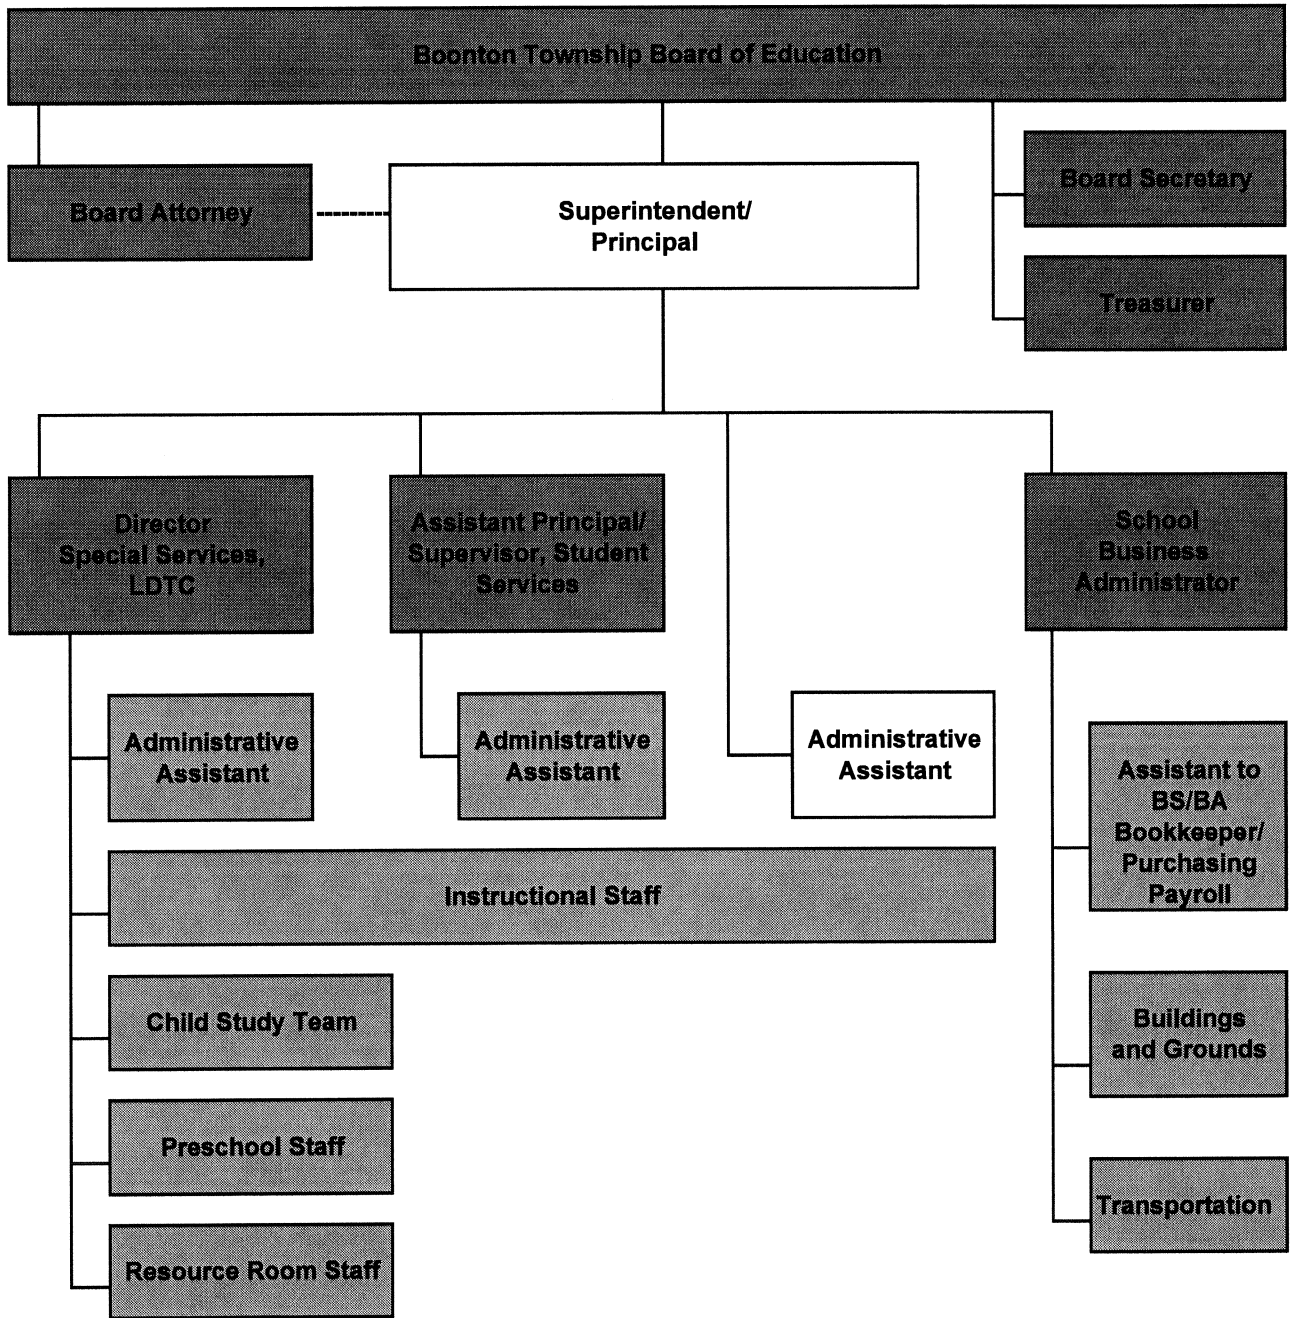 Boonton Township Board of Education
Board Attorney
Superintendent/
Principal
Board Secretary
Treasurer
Director
Special Services,
LDTC
Assistant Principal/
Supervisor, Student
Services
School
Business
Administrator
Administrative
Assistant
Administrative
Assistant
Administrative
Assistant
Assistant to
BS/BA
Bookkeeper/
Purchasing
Payroll
Instructional Staff
Child Study Team
Buildings
and Grounds
Preschool Staff
Transportation
Resource Room Staff